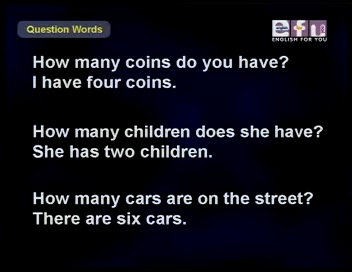 Question Words
efu
ENGLISH FOR YOU
How many coins do you have?
I have four coins.
How many children does she have?
She has two children.
How many cars are on the street?
There are six cars.